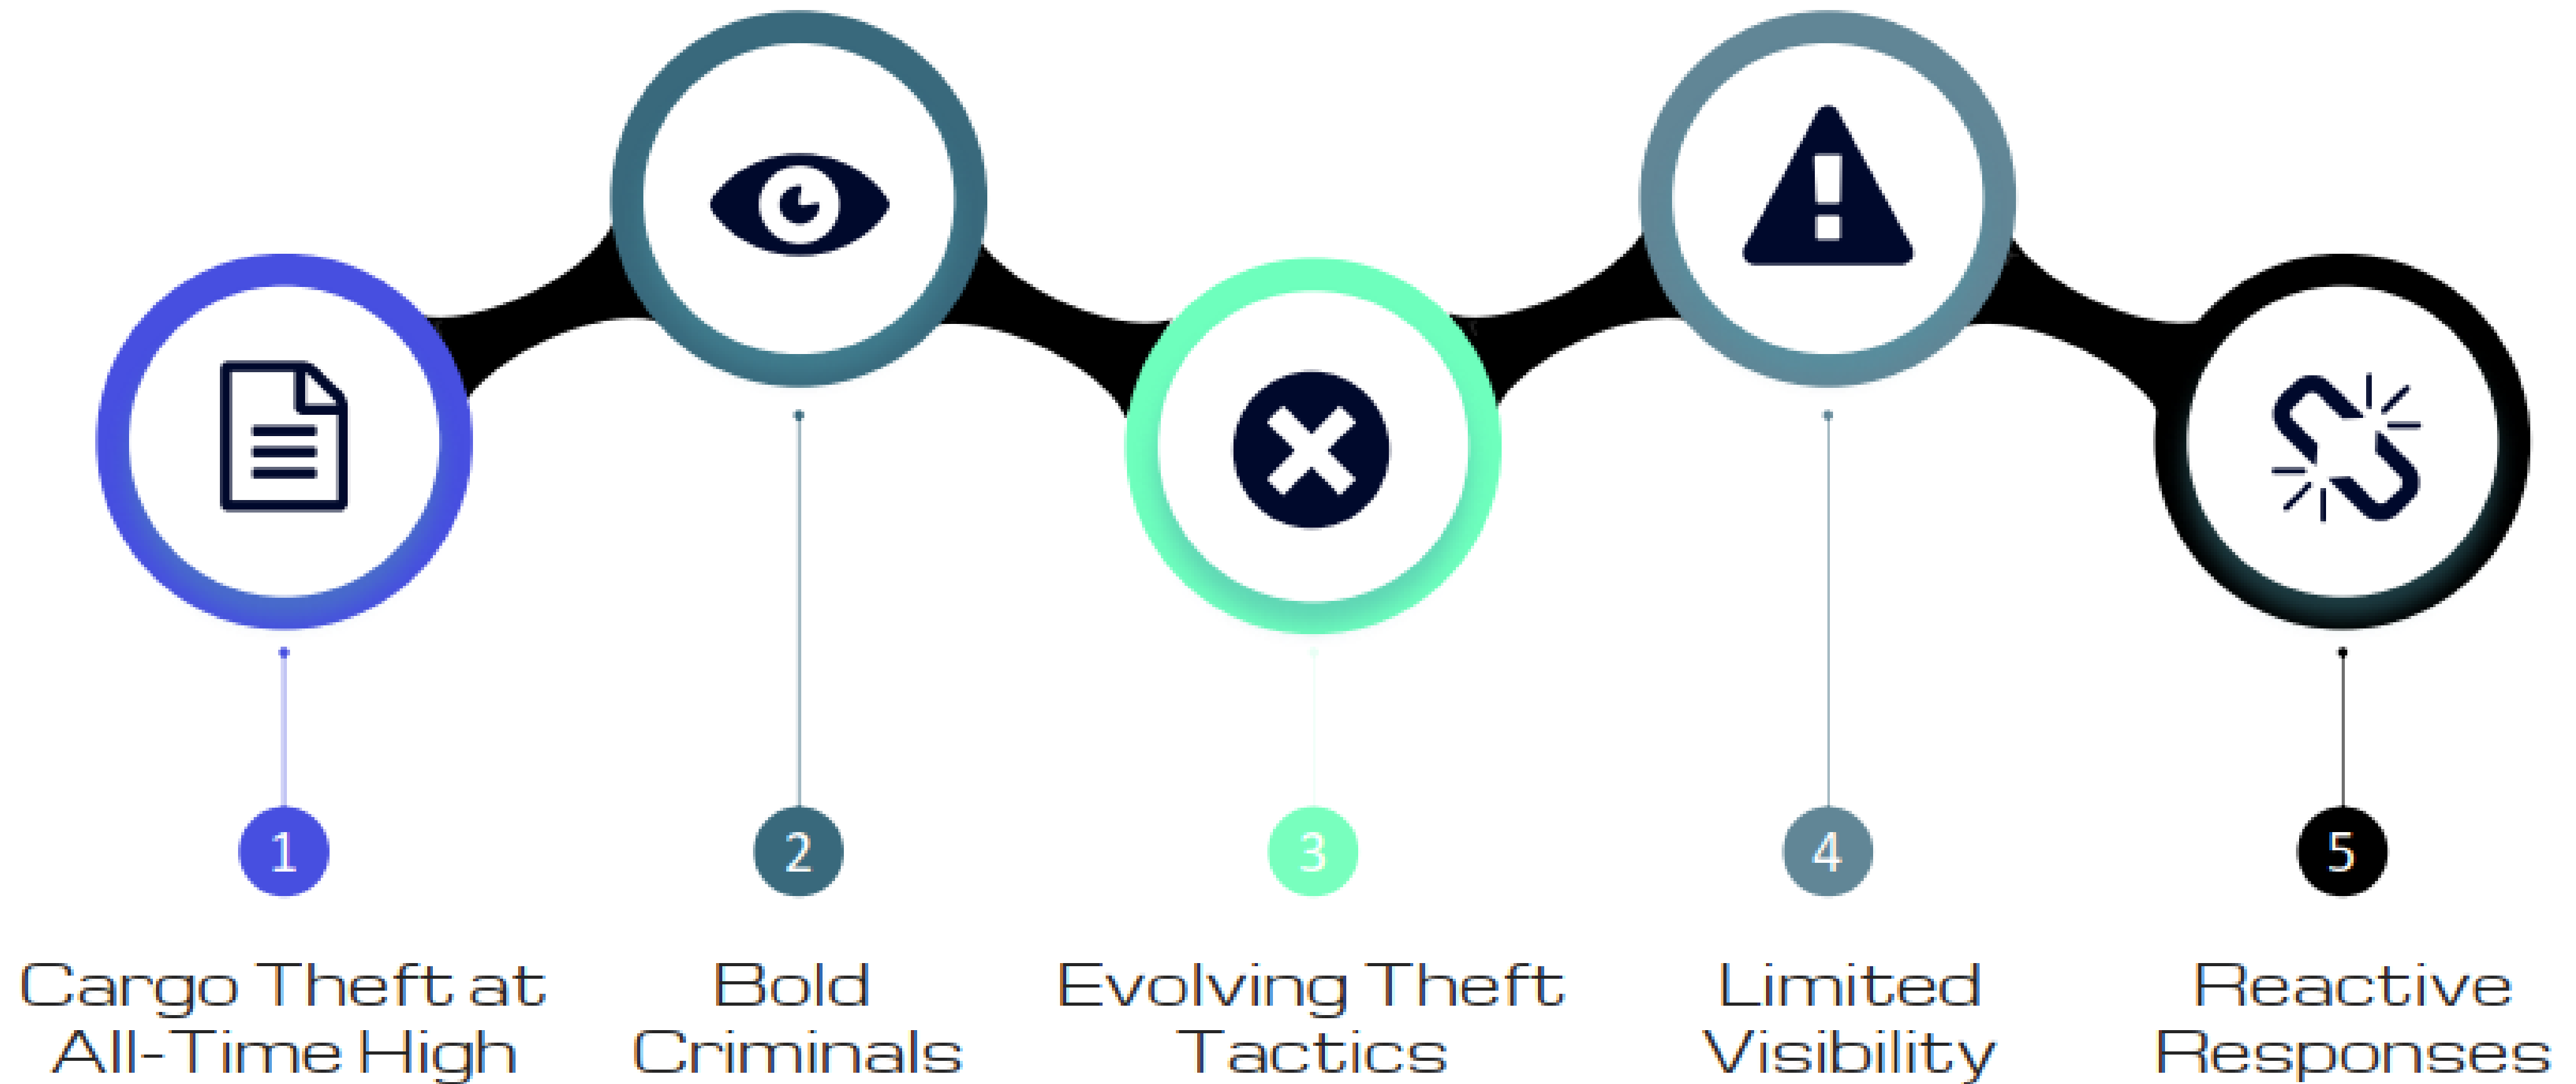 1
Cargo Theft at
All-Time High
2
Bold
Criminals
3
Evolving Theft
Tactics
4
Limited
Visibility
5
Reactive
Responses